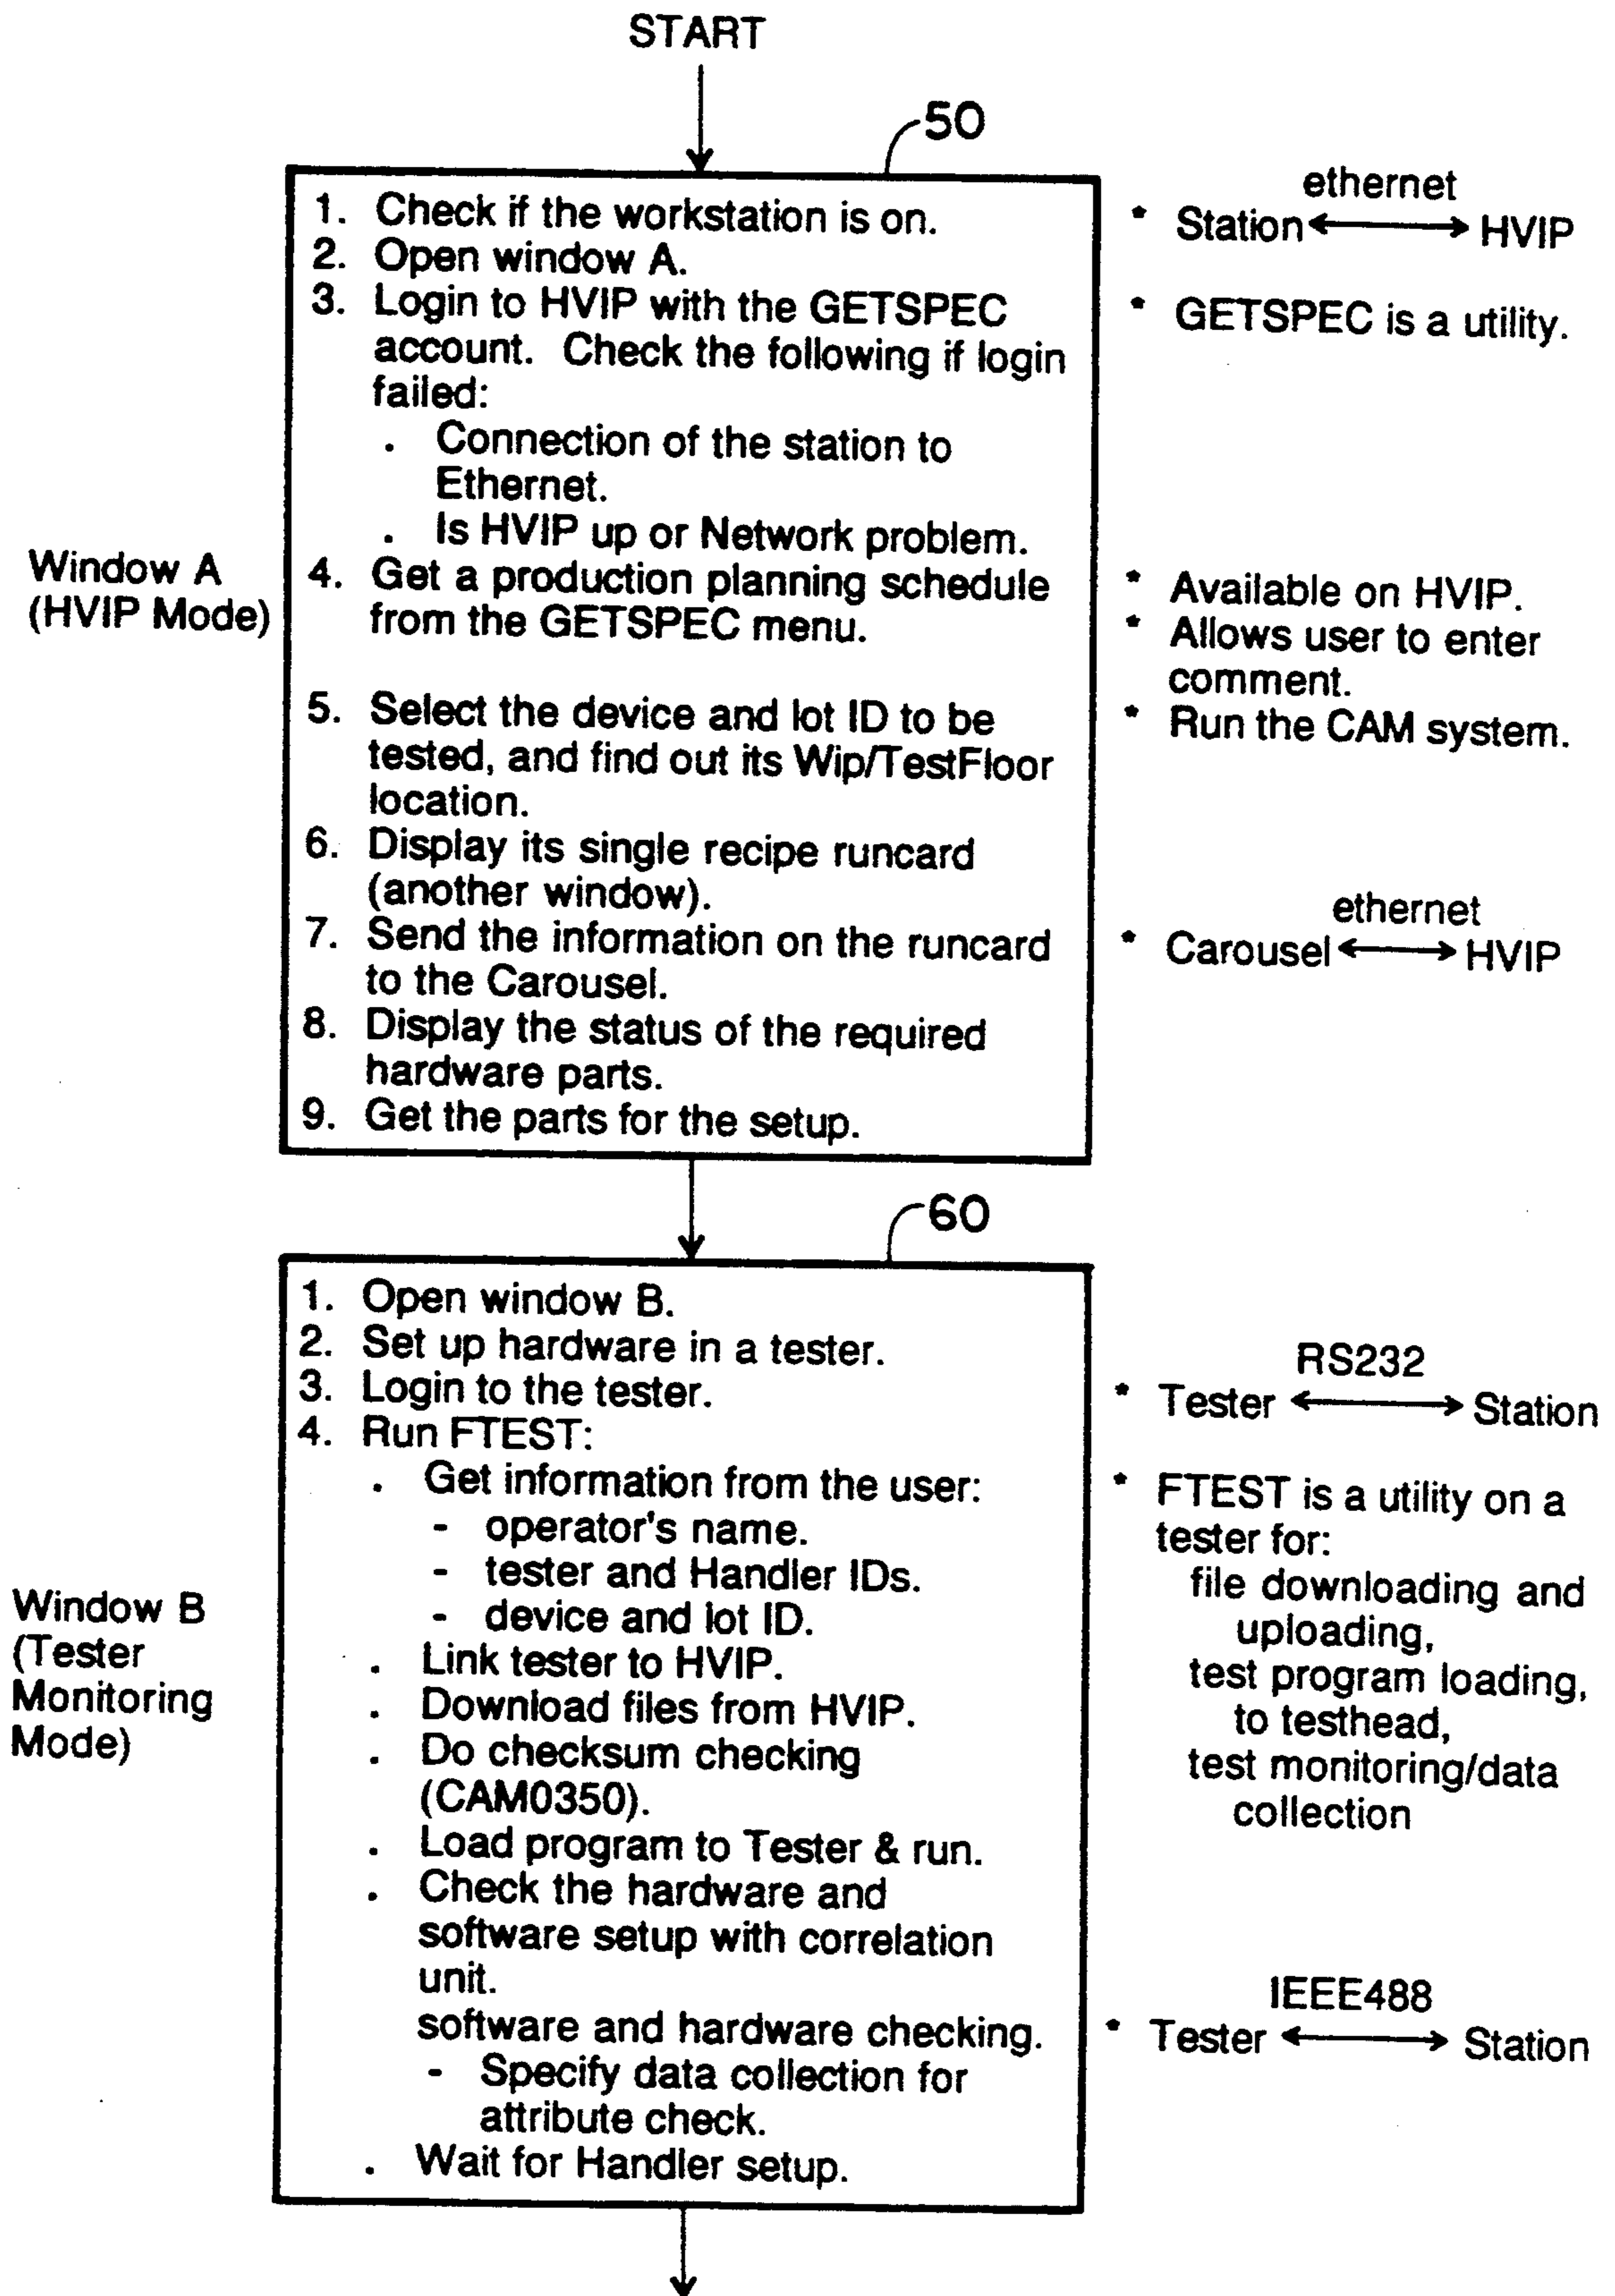 START
50
1. Check if the workstation is on.
2. Open window A.
3. Login to HVIP with the GETSPEC
account. Check the following if login
failed:
. Connection of the station to
Ethernet.
. Is HVIP up or Network problem.
4. Get a production planning schedule
from the GETSPEC menu.
5. Select the device and lot ID to be
tested, and find out its Wip/TestFloor
location.
6. Display its single recipe runcard
(another window).
7. Send the information on the runcard
to the Carousel.
8. Display the status of the required
hardware parts.
9. Get the parts for the setup.
Window A
(HVIP Mode)
ethernet
* Station ⟷ HVIP
* GETSPEC is a utility.
* Available on HVIP.
* Allows user to enter
comment.
* Run the CAM system.
ethernet
* Carousel ⟷ HVIP
60
1. Open window B.
2. Set up hardware in a tester.
3. Login to the tester.
4. Run FTEST:
. Get information from the user:
- operator's name.
- tester and Handler IDs.
- device and lot ID.
. Link tester to HVIP.
. Download files from HVIP.
. Do checksum checking
(CAM0350).
. Load program to Tester & run.
. Check the hardware and
software setup with correlation
unit.
software and hardware checking.
- Specify data collection for
attribute check.
. Wait for Handler setup.
Window B
(Tester
Monitoring
Mode)
RS232
* Tester ⟷ Station
* FTEST is a utility on a
tester for:
file downloading and
uploading,
test program loading,
to testhead,
test monitoring/data
collection
IEEE488
* Tester ⟷ Station